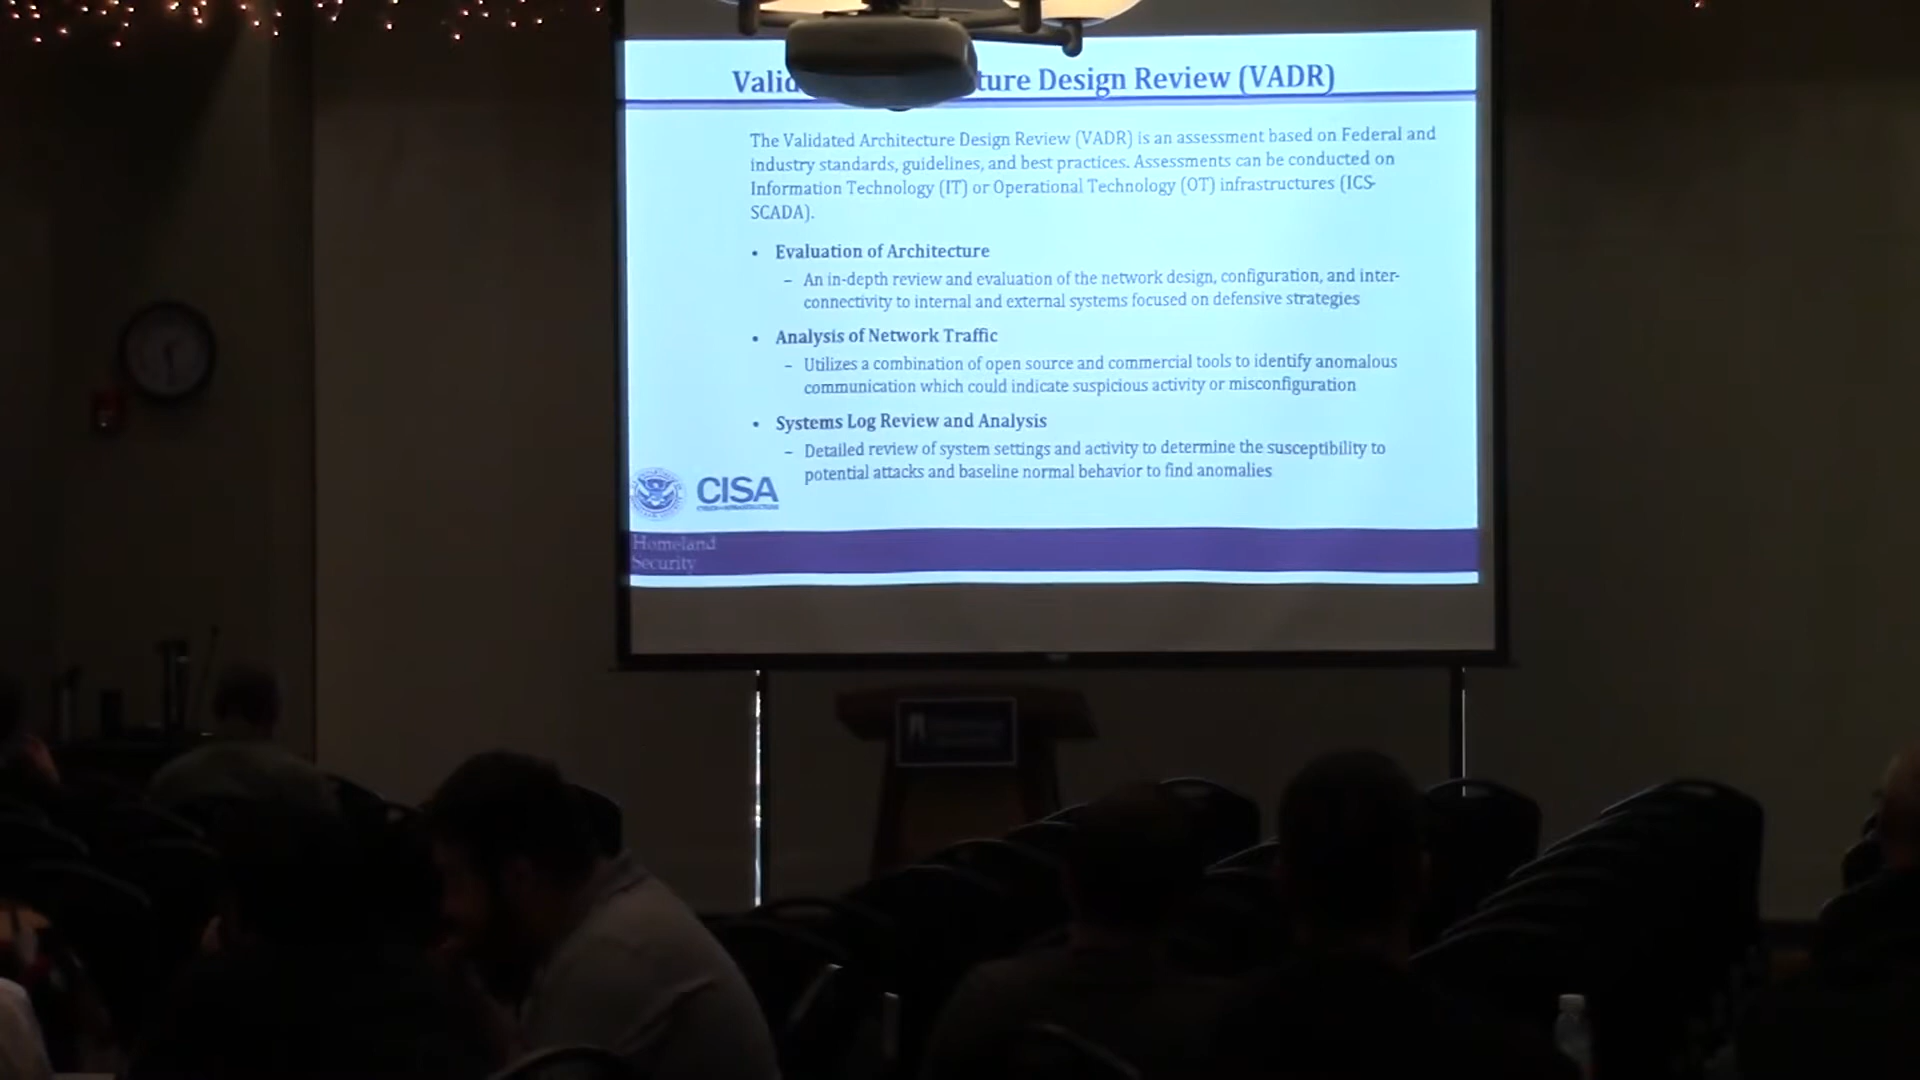 Valid ture Design Review (VADR)
The Validated Architecture Design Review (VADR) is an assessment based on Federal and
industry standards, guidelines, and best practices. Assessments can be conducted on
Information Technology (IT) or Operational Technology (OT) infrastructures (ICS-
SCADA).
• Evaluation of Architecture
– An in-depth review and evaluation of the network design, configuration, and inter-
connectivity to internal and external systems focused on defensive strategies
• Analysis of Network Traffic
– Utilizes a combination of open source and commercial tools to identify anomalous
communication which could indicate suspicious activity or misconfiguration
• Systems Log Review and Analysis
– Detailed review of system settings and activity to determine the susceptibility to
potential attacks and baseline normal behavior to find anomalies
CISA
Homeland
Security